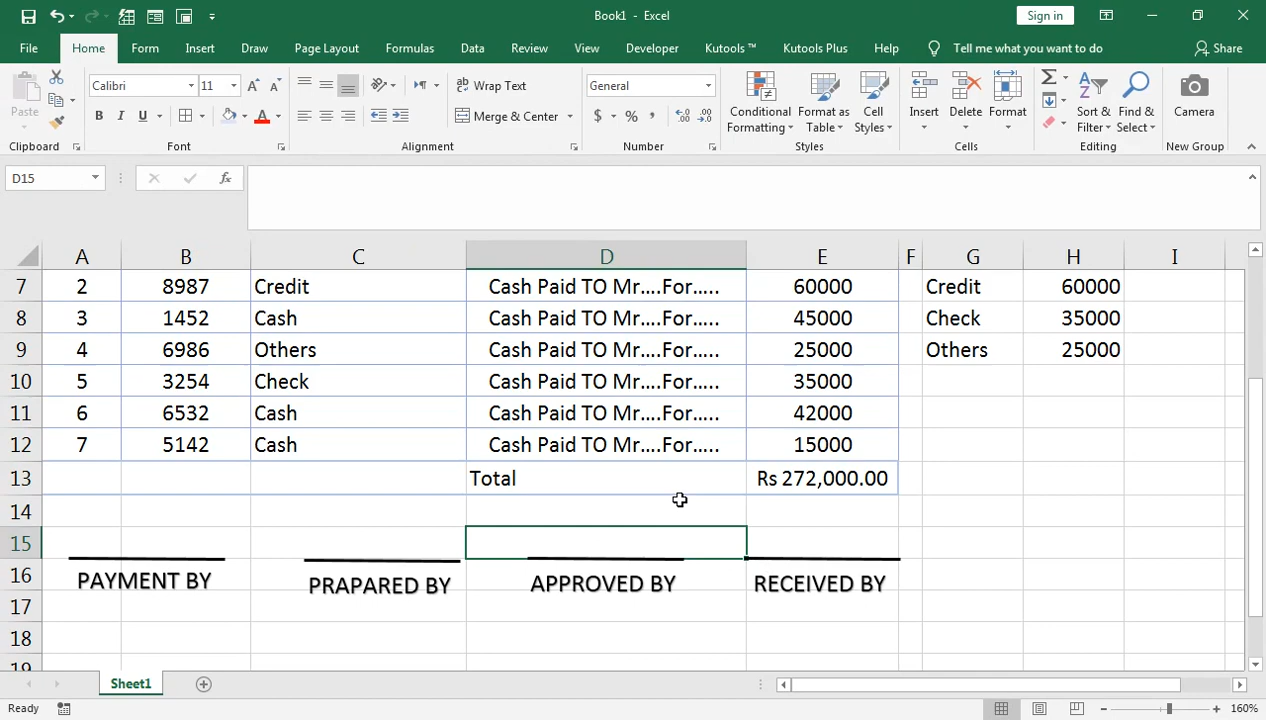 Book1 - Excel
Sign in
File Home Form Insert Draw Page Layout Formulas Data Review View Developer Kutools ™ Kutools Plus Help Tell me what you want to do Share
Paste
Calibri 11
B I U A
Wrap Text
Merge & Center
General
$ % ,
Conditional Formatting
Format as Table
Cell Styles
Insert
Delete
Format
Sort & Filter
Find & Select
Camera
Clipboard Font Alignment Number Styles Cells Editing New Group
D15 fx
A B C D E F G H I
7 2 8987 Credit Cash Paid TO Mr....For..... 60000 Credit 60000
8 3 1452 Cash Cash Paid TO Mr....For..... 45000 Check 35000
9 4 6986 Others Cash Paid TO Mr....For..... 25000 Others 25000
10 5 3254 Check Cash Paid TO Mr....For..... 35000
11 6 6532 Cash Cash Paid TO Mr....For..... 42000
12 7 5142 Cash Cash Paid TO Mr....For..... 15000
13 Total Rs 272,000.00
14
15
16 PAYMENT BY PRAPARED BY APPROVED BY RECEIVED BY
17
18
19
Sheet1
Ready 160%